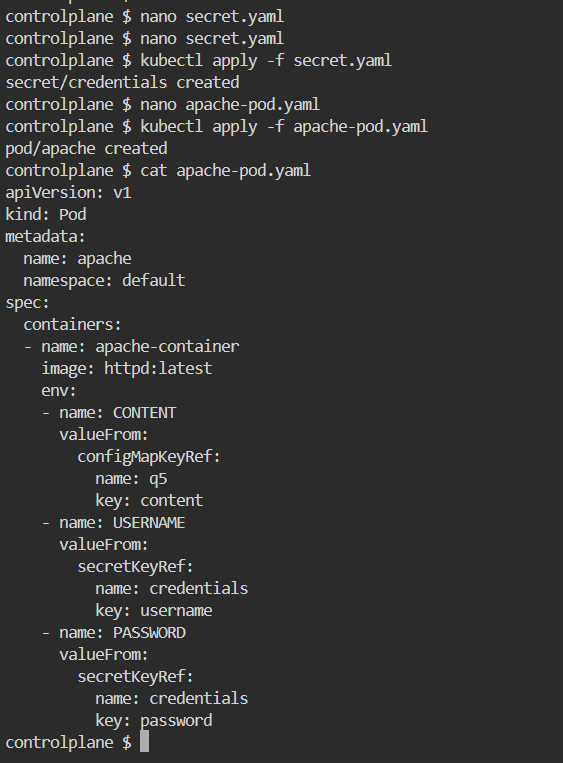 controlplane $ nano secret.yaml
controlplane $ nano secret.yaml
controlplane $ kubectl apply -f secret.yaml
secret/credentials created
controlplane $ nano apache-pod.yaml
controlplane $ kubectl apply -f apache-pod.yaml
pod/apache created
controlplane $ cat apache-pod.yaml
apiVersion: v1
kind: Pod
metadata:
  name: apache
  namespace: default
spec:
  containers:
  - name: apache-container
    image: httpd:latest
    env:
    - name: CONTENT
      valueFrom:
        configMapKeyRef:
          name: q5
          key: content
    - name: USERNAME
      valueFrom:
        secretKeyRef:
          name: credentials
          key: username
    - name: PASSWORD
      valueFrom:
        secretKeyRef:
          name: credentials
          key: password
controlplane $